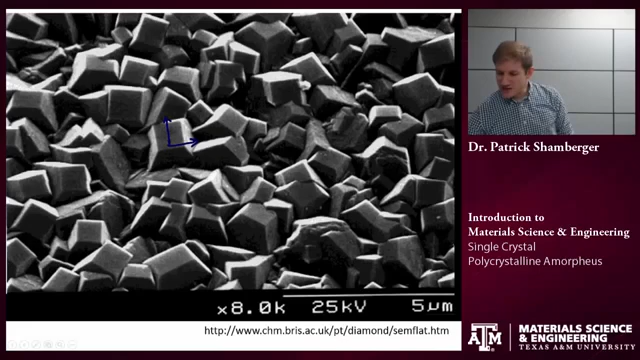 x8.0k 25kV 5µm
http://www.chm.bris.ac.uk/pt/diamond/semflat.htm
Dr. Patrick Shamberger
Introduction to
Materials Science & Engineering
Single Crystal
Polycrystalline Amorpheus
ATM
MATERIALS SCIENCE
& ENGINEERING
TEXAS A&M UNIVERSITY